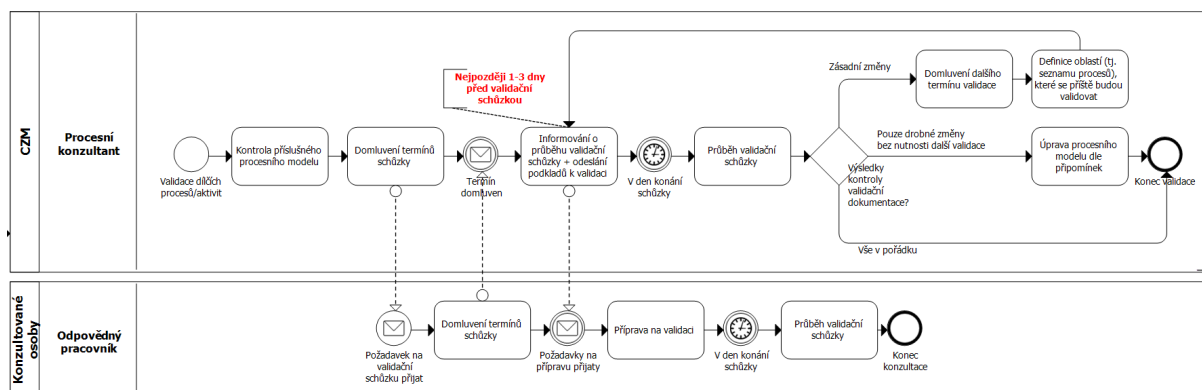 CZM
Procesní
konzultant
Validace dílčích
procesů/aktivit
Kontrola příslušného
procesního modelu
Domluvení termínů
schůzky
Termín
domluven
Nejpozději 1-3 dny
před validační
schůzkou
Informování o
průběhu validační
schůzky + odeslání
podkladů k validaci
V den konání
schůzky
Průběh validační
schůzky
Výsledky
kontroly
validační
dokumentace?
Zásadní změny
Domluvení dalšího
termínu validace
Definice oblastí (tj.
seznamu procesů),
které se příště budou
validovat
Pouze drobné změny
bez nutnosti další validace
Úprava procesního
modelu dle
připomínek
Konec validace
Vše v pořádku
Konzultované
osoby
Odpovědný
pracovník
Požadavek na
validační
schůzku přijat
Domluvení termínů
schůzky
Požadavky na
přípravu přijaty
Příprava na validaci
V den konání
schůzky
Průběh validační
schůzky
Konec
konzultace